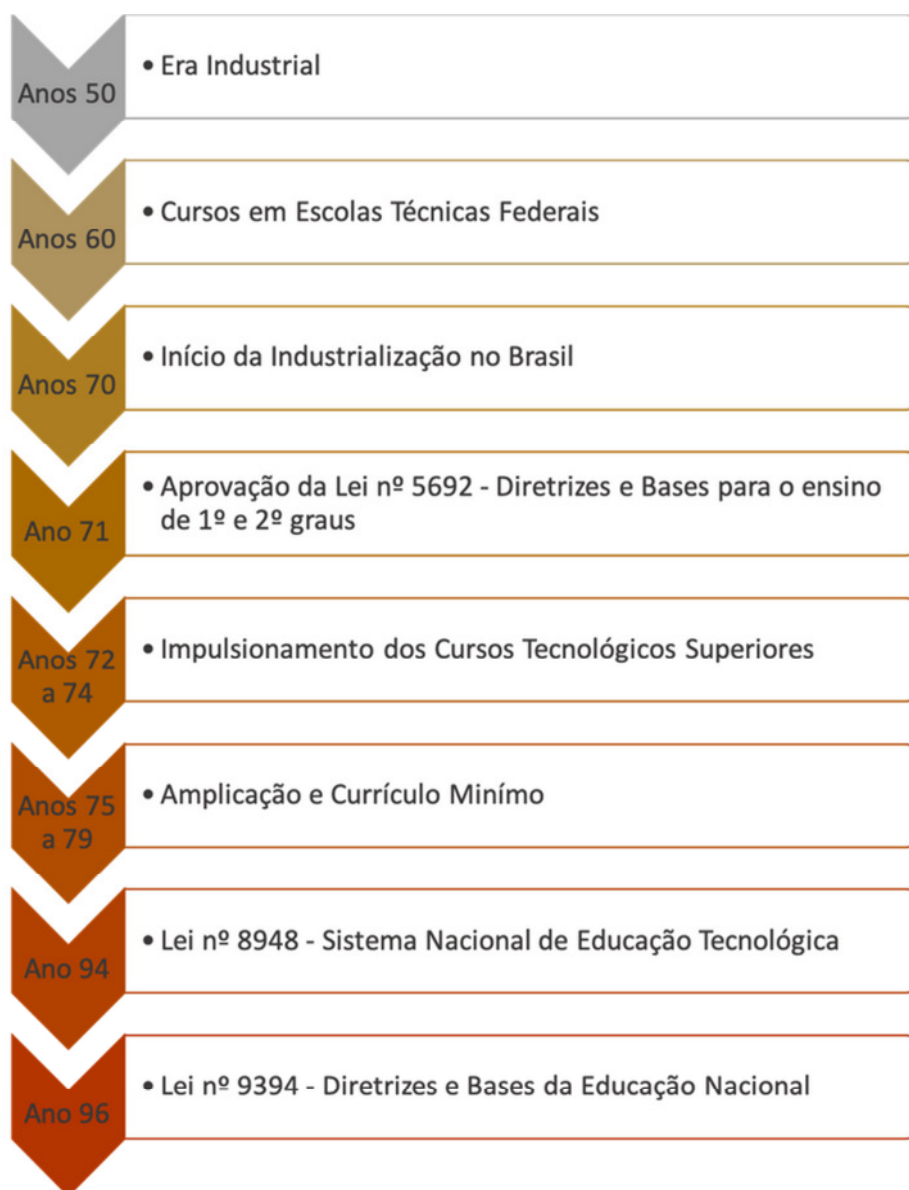 Anos 50
• Era Industrial
Anos 60
• Cursos em Escolas Técnicas Federais
Anos 70
• Início da Industrialização no Brasil
Ano 71
• Aprovação da Lei nº 5692 - Diretrizes e Bases para o ensino
de 1º e 2º graus
Anos 72
a 74
• Impulsionamento dos Cursos Tecnológicos Superiores
Anos 75
a 79
• Amplicação e Currículo Minímo
Ano 94
• Lei nº 8948 - Sistema Nacional de Educação Tecnológica
Ano 96
• Lei nº 9394 - Diretrizes e Bases da Educação Nacional